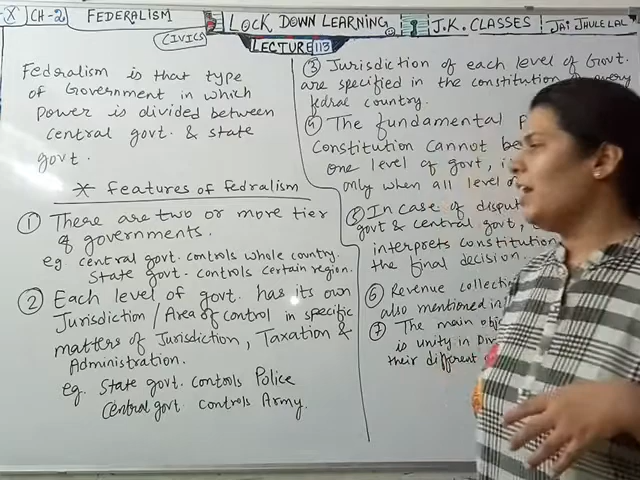 X CH-2 FEDERALISM
CIVICS
LOCK DOWN LEARNING
LECTURE 113
J.K. CLASSES
JAI JHULELAL
Fedralism is that type
of Government in which
Power is divided between
central govt. & state
govt.
* Features of fedralism
① There are two or more tier
of governments.
eg central govt. controls whole country.
State govt. controls certain region.
② Each level of govt. has its own
Jurisdiction / Area of control in specific
matters of Jurisdiction, Taxation &
Administration.
eg. State govt. controls Police
Central govt. controls Army.
③ Jurisdiction of each level of Govt.
are specified in the constitution every
fedral country.
④ The fundamental
Constitution cannot be
one level of govt,
only when all level
⑤ In case of
govt & central govt,
interprets constitution
the final decision.
⑥ Revenue
also mentioned
⑦ The main
is unity in
their different